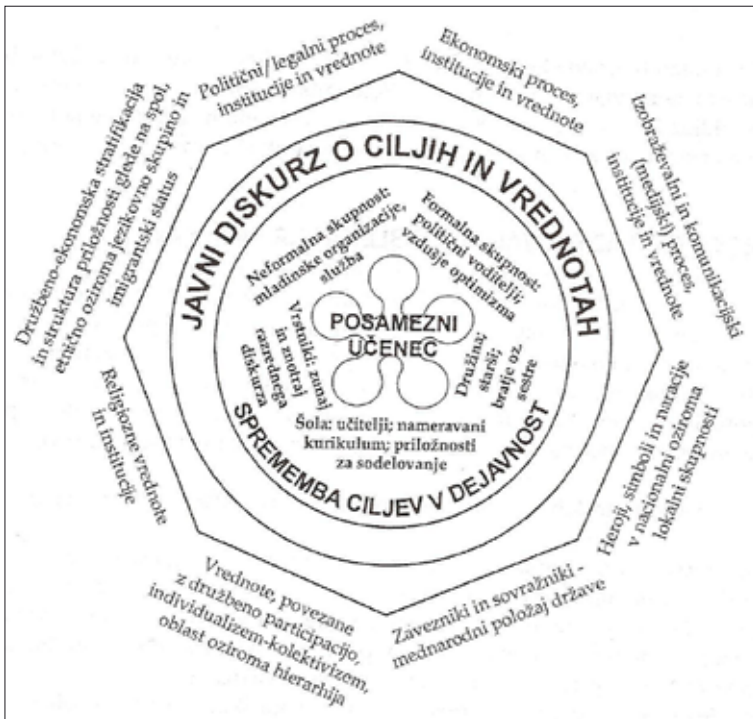 Politični/legalni proces,
institucije in vrednote
Ekonomski proces,
institucije in vrednote
Izobraževalni in komunikacijski
(medijski) proces,
institucije in vrednote
Heroji, simboli in naracije
v nacionalni oziroma
lokalni skupnosti
Zavezniki in sovražniki -
mednarodni položaj države
Vrednote, povezane
z družbeno participacijo,
individualizem-kolektivizem,
oblast oziroma hierarhija
Religiozne vrednote
in institucije
Družbeno-ekonomska stratifikacija
in struktura priložnosti glede na spol,
etnično oziroma jezikovno skupino in
imigrantski status
JAVNI DISKURZ O CILJIH IN VREDNOTAH
SPREMEMBA CILJEV V DEJAVNOST
Neformalna skupnost:
mladinske organizacije,
služba
Formalna skupnost:
politični voditelji;
vzdušje optimizma
Družina;
starši;
bratje oz.
sestre
Šola: učitelji; nameravani
kurikulum; priložnosti
za sodelovanje
Vrstniki: zunaj
in znotraj
razrednega
diskurza
POSAMEZNI
UČENEC